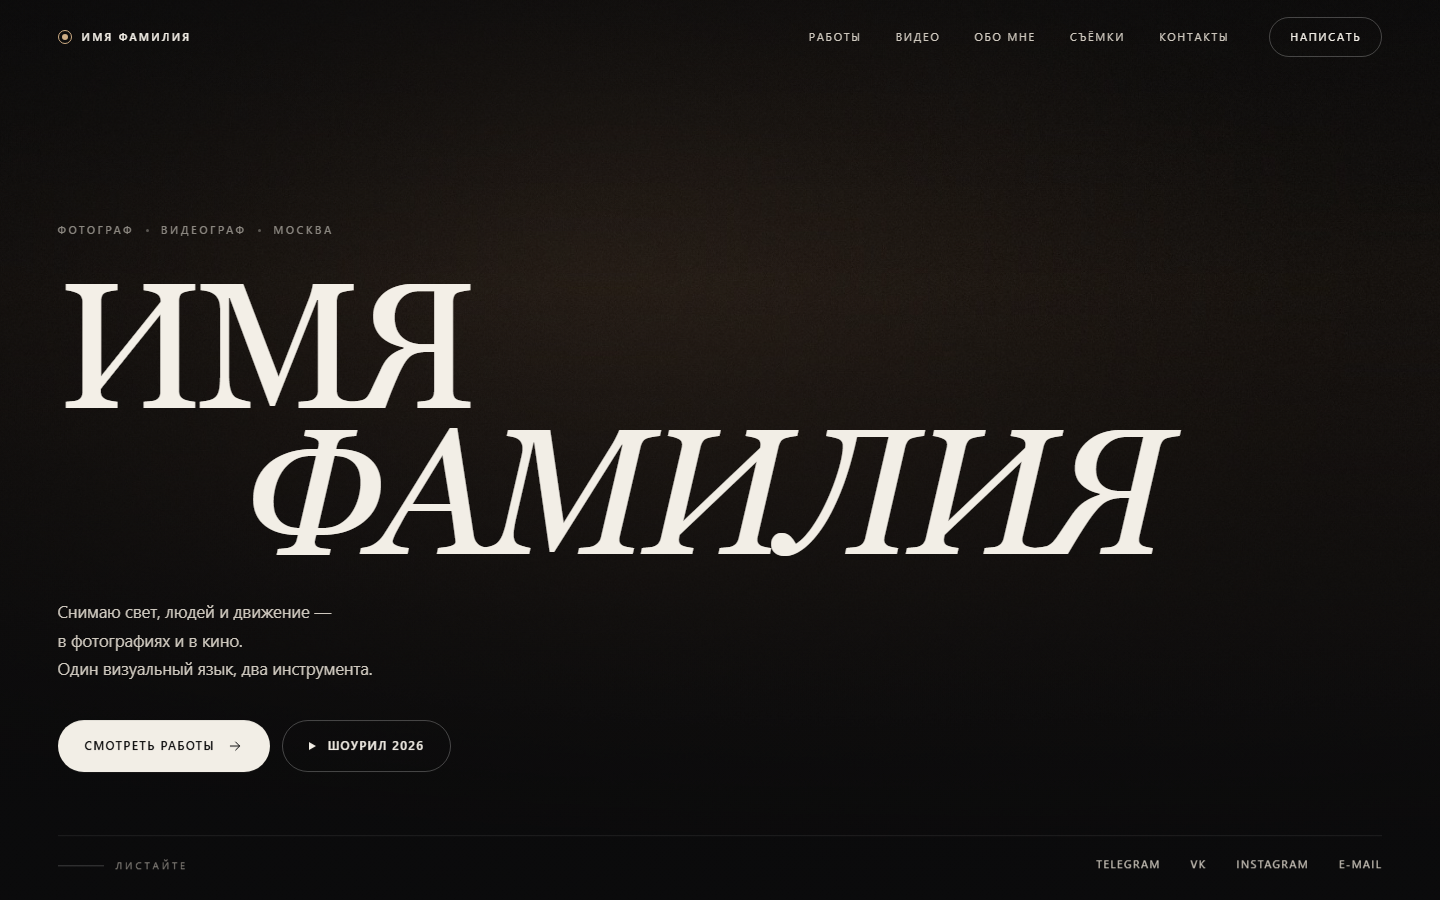 ИМЯ ФАМИЛИЯ
РАБОТЫ ВИДЕО ОБО МНЕ СЪЁМКИ КОНТАКТЫ НАПИСАТЬ
ФОТОГРАФ • ВИДЕОГРАФ • МОСКВА
ИМЯ
ФАМИЛИЯ
Снимаю свет, людей и движение —
в фотографиях и в кино.
Один визуальный язык, два инструмента.
СМОТРЕТЬ РАБОТЫ → ▶ ШОУРИЛ 2026
ЛИСТАЙТЕ TELEGRAM VK INSTAGRAM E-MAIL